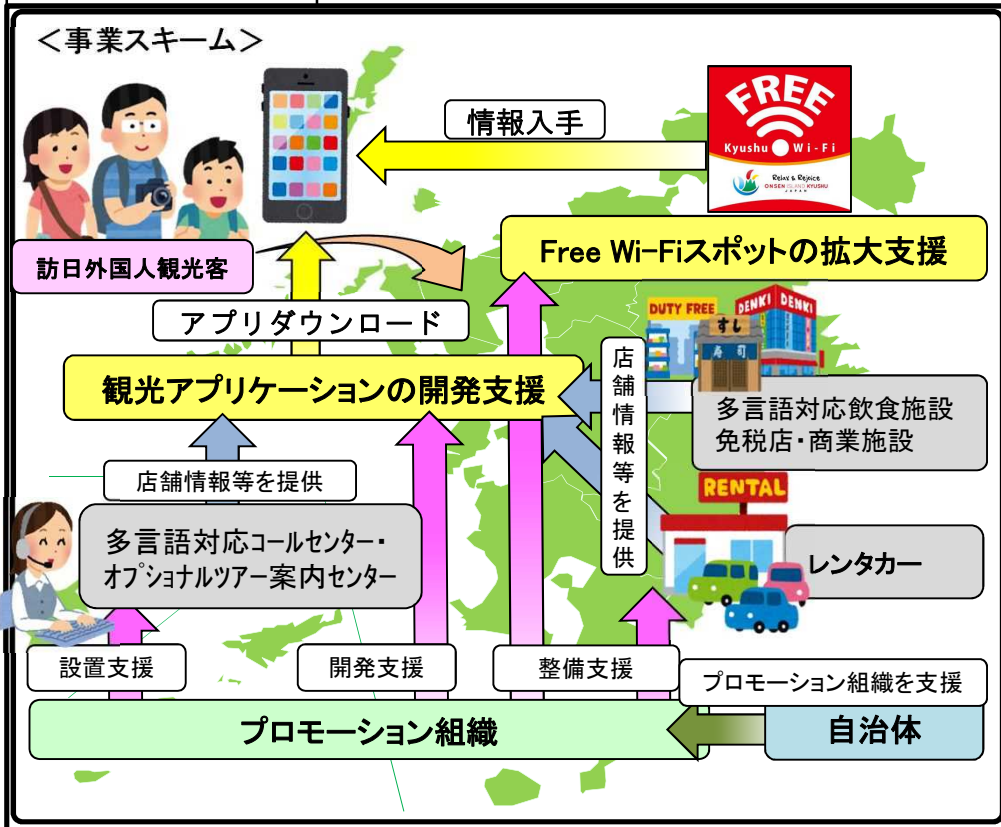 ＜事業スキーム＞
情報入手
FREE
Kyushu Wi-Fi
Relax & Rejoice
ONSEN ISLAND KYUSHU
JAPAN
訪日外国人観光客
Free Wi-Fiスポットの拡大支援
アプリダウンロード
DUTY FREE
DENKI
DENKI
すし
寿司
観光アプリケーションの開発支援
店舗情報等を提供
多言語対応飲食施設
免税店・商業施設
店舗情報等を提供
RENTAL
多言語対応コールセンター・
オプショナルツアー案内センター
レンタカー
設置支援
開発支援
整備支援
プロモーション組織を支援
プロモーション組織
自治体